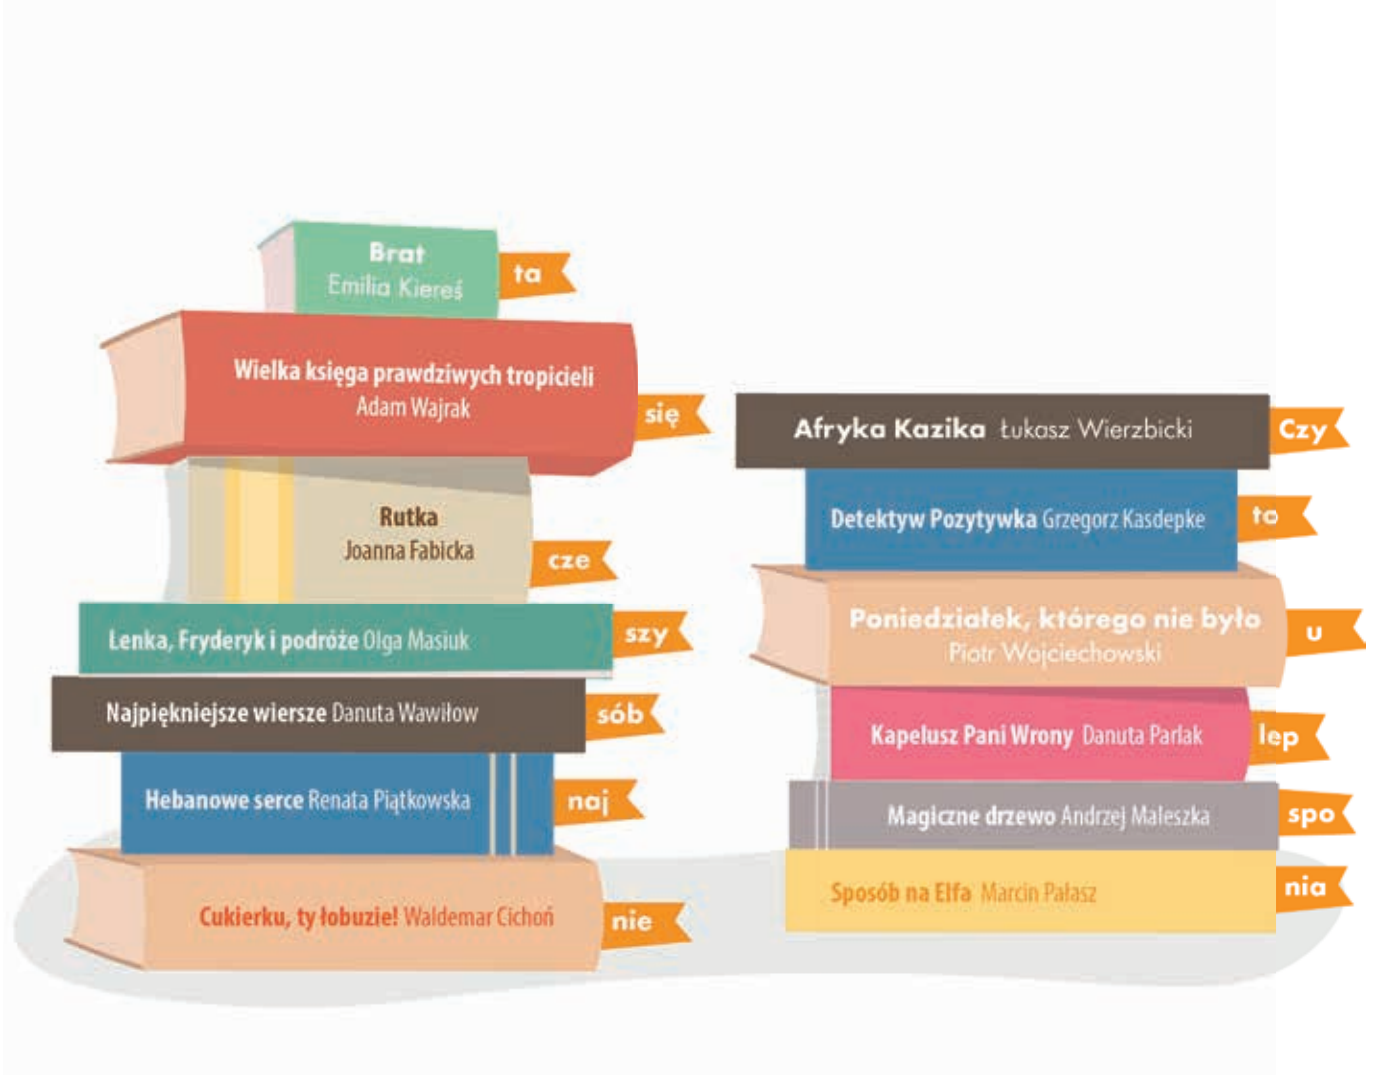 Brat
Emilia Kiereś
ta
Wielka księga prawdziwych tropicieli
Adam Wajrak
się
Rutka
Joanna Fabicka
cze
Lenka, Fryderyk i podróże Olga Masiuk
szy
Najpiękniejsze wiersze Danuta Wawiłow
sób
Hebanowe serce Renata Piątkowska
naj
Cukierku, ty łobuzie! Waldemar Cichoń
nie
Afryka Kazika Łukasz Wierzbicki
Czy
Detektyw Pozytywka Grzegorz Kasdepke
to
Poniedziałek, którego nie było
Piotr Wojciechowski
u
Kapelusz Pani Wrony Danuta Parlak
lep
Magiczne drzewo Andrzej Maleszka
spo
Sposób na Elfa Marcin Pałasz
nia